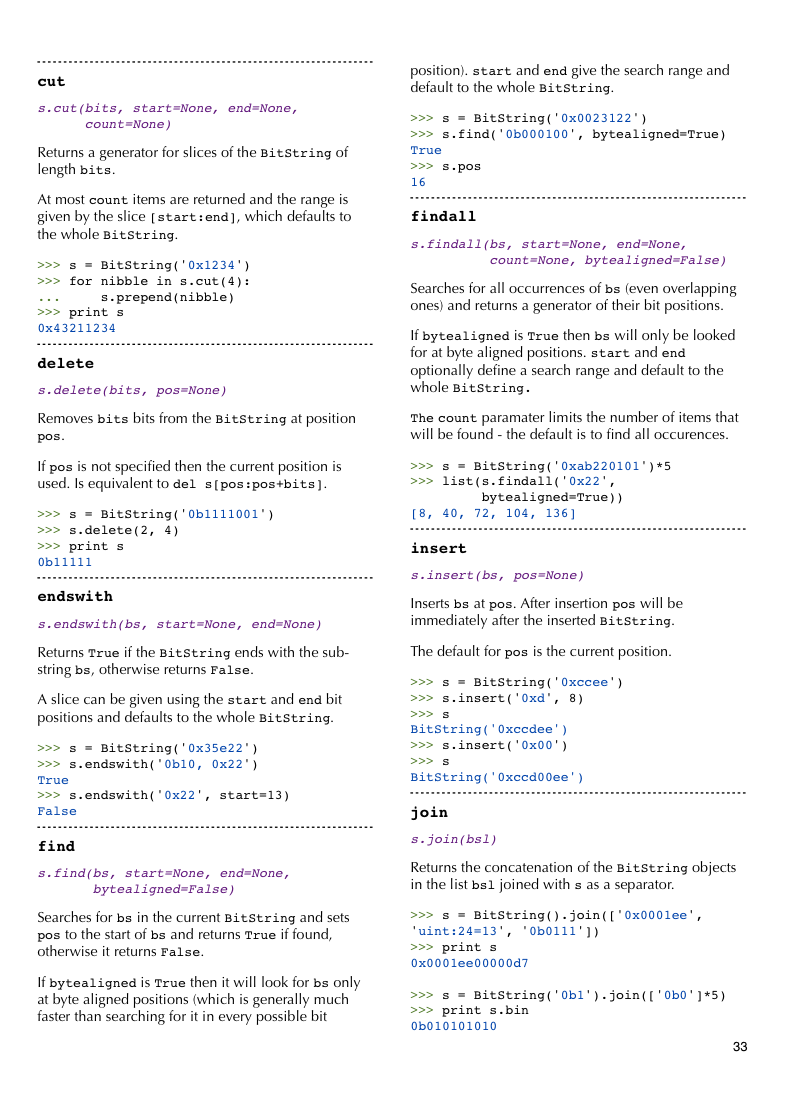 cut
s.cut(bits, start=None, end=None,
count=None)
Returns a generator for slices of the BitString of
length bits.
At most count items are returned and the range is
given by the slice [start:end], which defaults to
the whole BitString.
>>> s = BitString('0x1234')
>>> for nibble in s.cut(4):
...     s.prepend(nibble)
>>> print s
0x43211234
delete
s.delete(bits, pos=None)
Removes bits bits from the BitString at position
pos.
If pos is not specified then the current position is
used. Is equivalent to del s[pos:pos+bits].
>>> s = BitString('0b1111001')
>>> s.delete(2, 4)
>>> print s
0b11111
endswith
s.endswith(bs, start=None, end=None)
Returns True if the BitString ends with the sub-
string bs, otherwise returns False.
A slice can be given using the start and end bit
positions and defaults to the whole BitString.
>>> s = BitString('0x35e22')
>>> s.endswith('0b10, 0x22')
True
>>> s.endswith('0x22', start=13)
False
find
s.find(bs, start=None, end=None,
bytealigned=False)
Searches for bs in the current BitString and sets
pos to the start of bs and returns True if found,
otherwise it returns False.
If bytealigned is True then it will look for bs only
at byte aligned positions (which is generally much
faster than searching for it in every possible bit
position). start and end give the search range and
default to the whole BitString.
>>> s = BitString('0x0023122')
>>> s.find('0b000100', bytealigned=True)
True
>>> s.pos
16
findall
s.findall(bs, start=None, end=None,
count=None, bytealigned=False)
Searches for all occurrences of bs (even overlapping
ones) and returns a generator of their bit positions.
If bytealigned is True then bs will only be looked
for at byte aligned positions. start and end
optionally define a search range and default to the
whole BitString.
The count paramater limits the number of items that
will be found - the default is to find all occurences.
>>> s = BitString('0xab220101')*5
>>> list(s.findall('0x22',
bytealigned=True))
[8, 40, 72, 104, 136]
insert
s.insert(bs, pos=None)
Inserts bs at pos. After insertion pos will be
immediately after the inserted BitString.
The default for pos is the current position.
>>> s = BitString('0xccee')
>>> s.insert('0xd', 8)
>>> s
BitString('0xccdee')
>>> s.insert('0x00')
>>> s
BitString('0xccd00ee')
join
s.join(bsl)
Returns the concatenation of the BitString objects
in the list bsl joined with s as a separator.
>>> s = BitString().join(['0x0001ee',
'uint:24=13', '0b0111'])
>>> print s
0x0001ee00000d7
>>> s = BitString('0b1').join(['0b0']*5)
>>> print s.bin
0b010101010
33